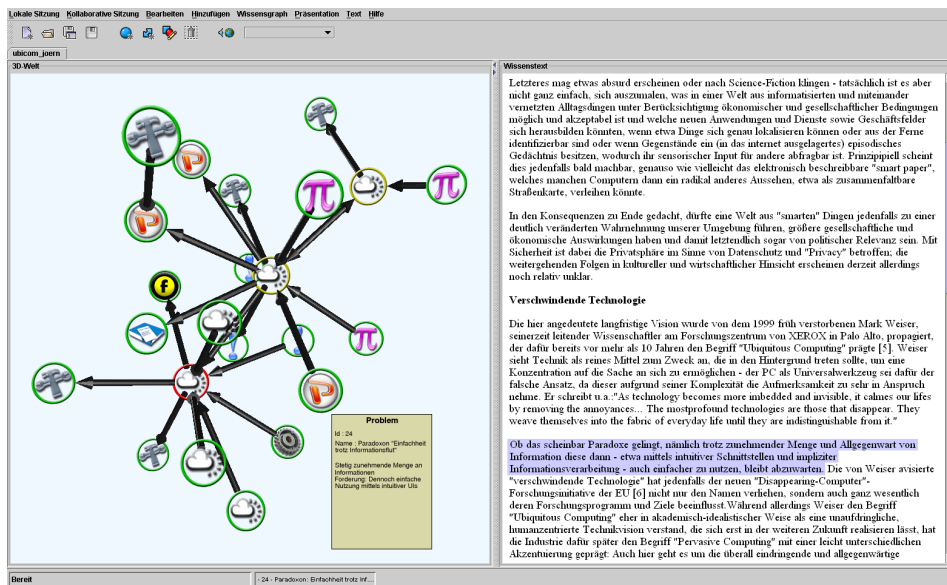 Lokale Sitzung Kollaborative Sitzung Bearbeiten Hinzufügen Wissensgraph Präsentation Text Hilfe
ubicom_joern
3D-Welt
Wissenstext
Letzteres mag etwas absurd erscheinen oder nach Science-Fiction klingen - tatsächlich ist es aber
nicht ganz einfach, sich auszumalen, was in einer Welt aus informatisierten und miteinander
vernetzten Alltagsdingen unter Berücksichtigung ökonomischer und gesellschaftlicher Bedingungen
möglich und akzeptabel ist und welche neuen Anwendungen und Dienste sowie Geschäftsfelder
sich herausbilden könnten, wenn etwa Dinge sich genau lokalisieren können oder aus der Ferne
identifizierbar sind oder wenn Gegenstände ein (in das internet ausgelagertes) episodisches
Gedächtnis besitzen, wodurch ihr sensorischer Input für andere abfragbar ist. Prinzipiell scheint
dies jedenfalls bald machbar, genauso wie vielleicht das elektronisch beschreibbare "smart paper",
welches manchen Computern dann ein radikal anderes Aussehen, etwa als zusammenfaltbare
Straßenkarte, verleihen könnte.
In den Konsequenzen zu Ende gedacht, dürfte eine Welt aus "smarten" Dingen jedenfalls zu einer
deutlich veränderten Wahrnehmung unserer Umgebung führen, größere gesellschaftliche und
ökonomische Auswirkungen haben und damit letztendlich sogar von politischer Relevanz sein. Mit
Sicherheit ist dabei die Privatsphäre im Sinne von Datenschutz und "Privacy" betroffen; die
weitergehenden Folgen in kultureller und wirtschaftlicher Hinsicht erscheinen derzeit allerdings
noch relativ unklar.
Verschwindende Technologie
Die hier angedeutete langfristige Vision wurde von dem 1999 früh verstorbenen Mark Weiser,
seinerzeit leitender Wissenschaftler am Forschungszentrum von XEROX in Palo Alto, propagiert,
der dafür bereits vor mehr als 10 Jahren den Begriff "Ubiquitous Computing" prägte [5]. Weiser
sieht Technik als reines Mittel zum Zweck an, die in den Hintergrund treten sollte, um eine
Konzentration auf die Sache an sich zu ermöglichen - der PC als Universalwerkzeug sei dafür der
falsche Ansatz, da dieser aufgrund seiner Komplexität die Aufmerksamkeit zu sehr in Anspruch
nehme. Er schreibt u.a.:"As technology becomes more imbedded and invisible, it calmes our lifes
by removing the annoyances... The mostprofound technologies are those that disappear. They
weave themselves into the fabric of everyday life until they are indistinguishable from it."
Ob das scheinbar Paradoxe gelingt, nämlich trotz zunehmender Menge und Allgegenwart von
Information diese dann - etwa mittels intuitiver Schnittstellen und impliziter
Informationsverarbeitung - auch einfacher zu nutzen, bleibt abzuwarten. Die von Weiser avisierte
"verschwindende Technologie" hat jedenfalls der neuen "Disappearing-Computer"-
Forschungsinitiative der EU [6] nicht nur den Namen verliehen, sondern auch ganz wesentlich
deren Forschungsprogramm und Ziele beeinflusst.Während allerdings Weiser den Begriff
"Ubiquitous Computing" eher in akademisch-idealistischer Weise als eine unaufdringliche,
humanzentrierte Technikvision verstand, die sich erst in der weiteren Zukunft realisieren lässt, hat
die Industrie dafür später den Begriff "Pervasive Computing" mit einer leicht unterschiedlichen
Akzentuierung geprägt: Auch hier geht es um die überall eindringende und allgegenwärtige
Problem
Id : 24
Name : Paradoxon "Einfachheit
trotz Informationsflut"
Stetig zunehmende Menge an
Informationen
Forderung: Dennoch einfache
Nutzung mittels intuitiver UIs
Bereit
- 24 - Paradoxon: Einfachheit trotz Inf...